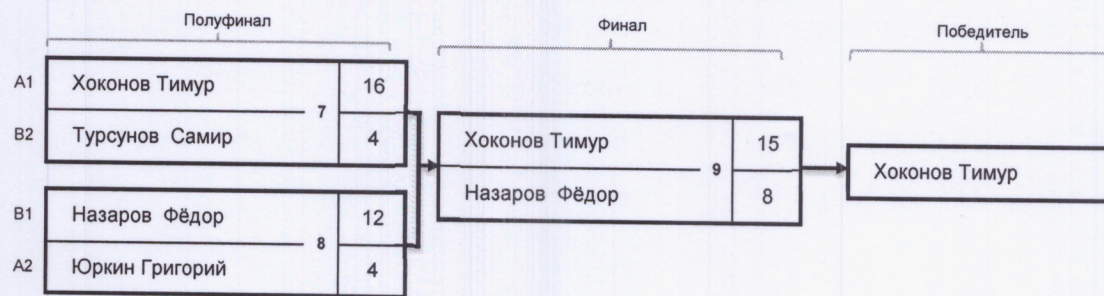 Полуфинал
Финал
Победитель
A1 Хоконов Тимур 16
7
B2 Турсунов Самир 4
B1 Назаров Фёдор 12
8
A2 Юркин Григорий 4
Хоконов Тимур 15
9
Назаров Фёдор 8
Хоконов Тимур